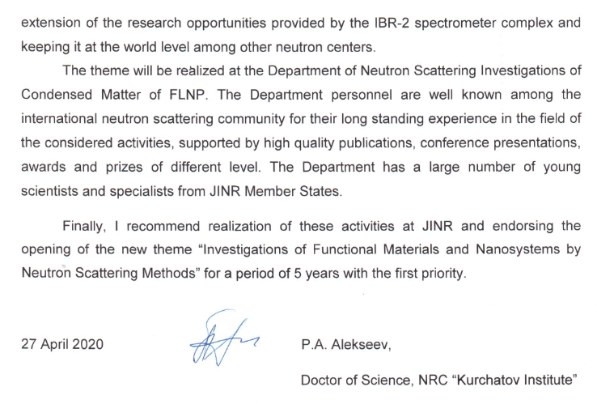 extension of the research opportunities provided by the IBR-2 spectrometer complex and
keeping it at the world level among other neutron centers.
The theme will be realized at the Department of Neutron Scattering Investigations of
Condensed Matter of FLNP. The Department personnel are well known among the
international neutron scattering community for their long standing experience in the field of
the considered activities, supported by high quality publications, conference presentations,
awards and prizes of different level. The Department has a large number of young
scientists and specialists from JINR Member States.
Finally, I recommend realization of these activities at JINR and endorsing the
opening of the new theme “Investigations of Functional Materials and Nanosystems by
Neutron Scattering Methods” for a period of 5 years with the first priority.
27 April 2020
P.A. Alekseev,
Doctor of Science, NRC “Kurchatov Institute”